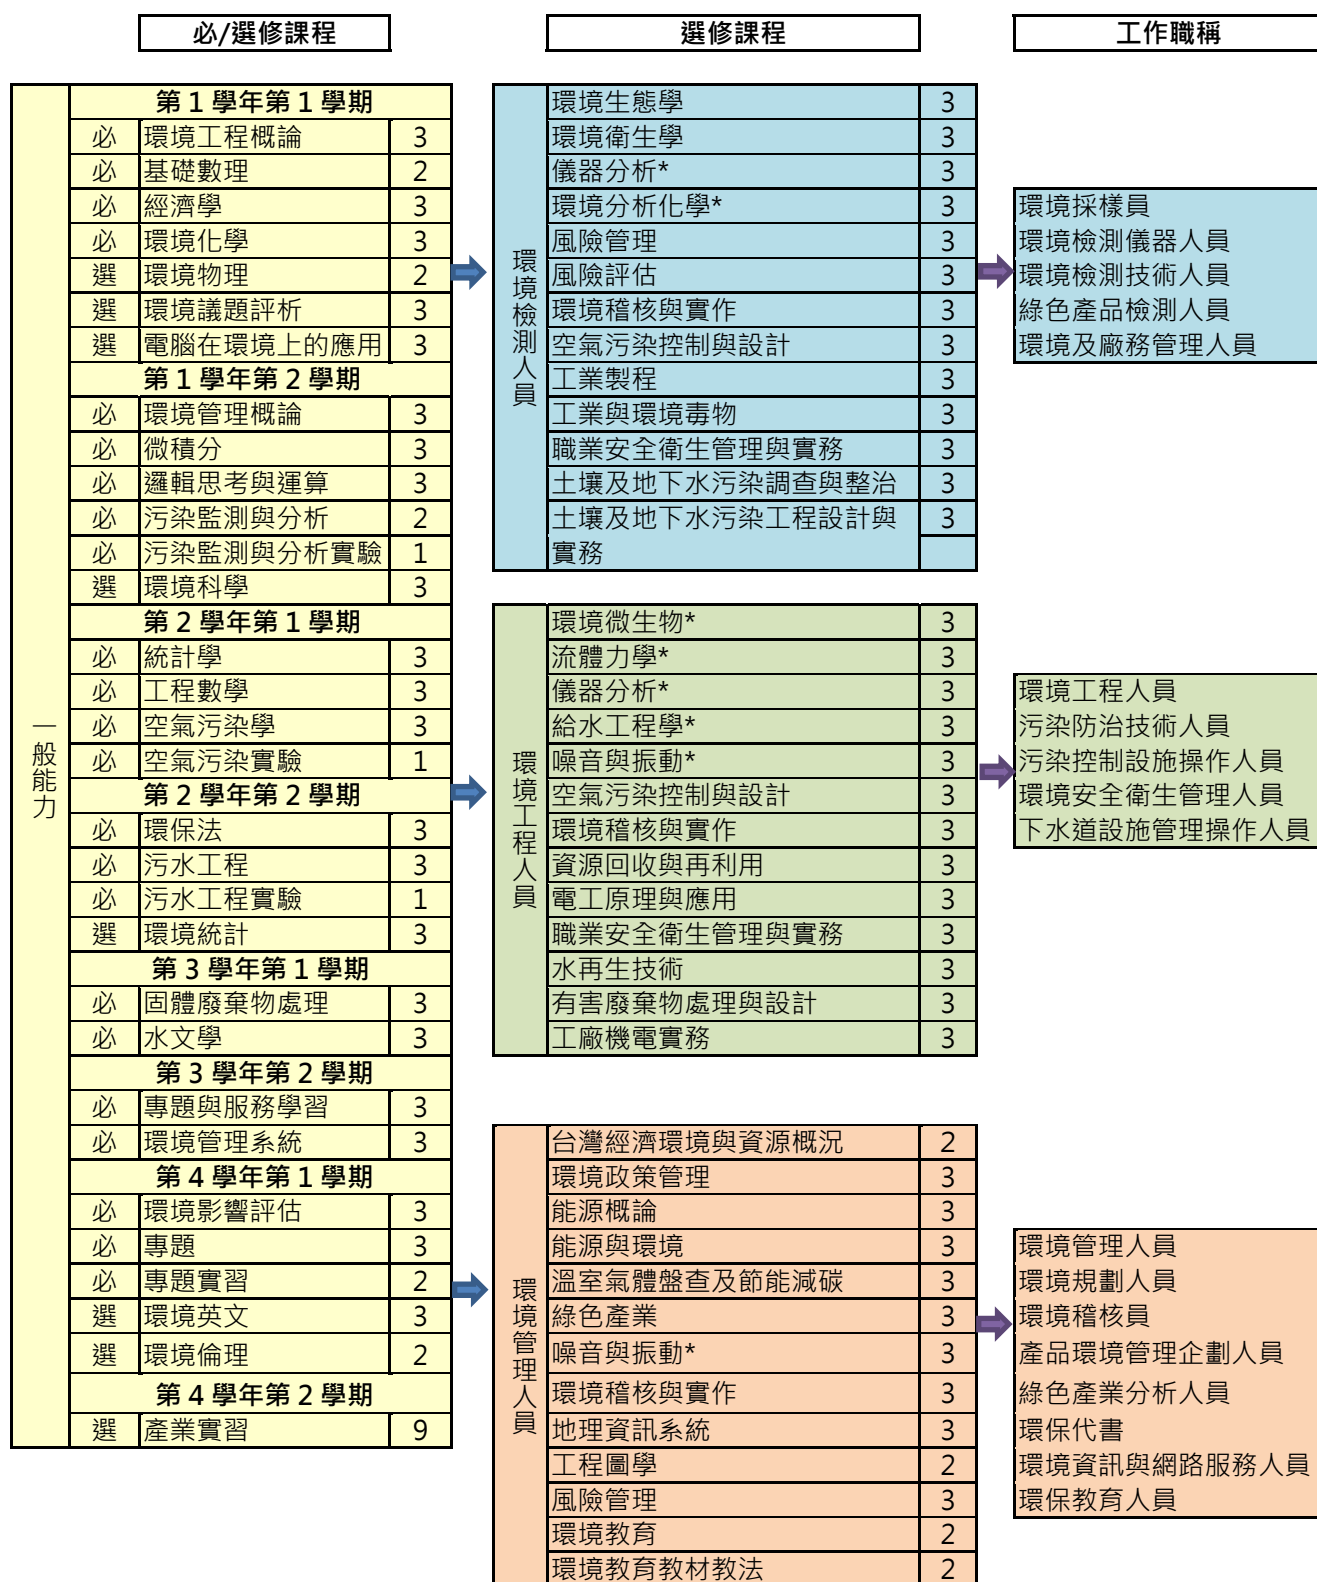 必/選修課程
選修課程
工作職稱
一般能力
第 1 學年第 1 學期
必 環境工程概論 3
必 基礎數理 2
必 經濟學 3
必 環境化學 3
選 環境物理 2
選 環境議題評析 3
選 電腦在環境上的應用 3
第 1 學年第 2 學期
必 環境管理概論 3
必 微積分 3
必 邏輯思考與運算 3
必 污染監測與分析 2
必 污染監測與分析實驗 1
選 環境科學 3
第 2 學年第 1 學期
必 統計學 3
必 工程數學 3
必 空氣污染學 3
必 空氣污染實驗 1
第 2 學年第 2 學期
必 環保法 3
必 污水工程 3
必 污水工程實驗 1
選 環境統計 3
第 3 學年第 1 學期
必 固體廢棄物處理 3
必 水文學 3
第 3 學年第 2 學期
必 專題與服務學習 3
必 環境管理系統 3
第 4 學年第 1 學期
必 環境影響評估 3
必 專題 3
必 專題實習 2
選 環境英文 3
選 環境倫理 2
第 4 學年第 2 學期
選 產業實習 9
環境檢測人員
環境生態學 3
環境衛生學 3
儀器分析* 3
環境分析化學* 3
風險管理 3
風險評估 3
環境稽核與實作 3
空氣污染控制與設計 3
工業製程 3
工業與環境毒物 3
職業安全衛生管理與實務 3
土壤及地下水污染調查與整治 3
土壤及地下水污染工程設計與 3
實務
環境採樣員
環境檢測儀器人員
環境檢測技術人員
綠色產品檢測人員
環境及廠務管理人員
環境工程人員
環境微生物* 3
流體力學* 3
儀器分析* 3
給水工程學* 3
噪音與振動* 3
空氣污染控制與設計 3
環境稽核與實作 3
資源回收與再利用 3
電工原理與應用 3
職業安全衛生管理與實務 3
水再生技術 3
有害廢棄物處理與設計 3
工廠機電實務 3
環境工程人員
污染防治技術人員
污染控制設施操作人員
環境安全衛生管理人員
下水道設施管理操作人員
環境管理人員
台灣經濟環境與資源概況 2
環境政策管理 3
能源概論 3
能源與環境 3
溫室氣體盤查及節能減碳 3
綠色產業 3
噪音與振動* 3
環境稽核與實作 3
地理資訊系統 3
工程圖學 2
風險管理 3
環境教育 2
環境教育教材教法 2
環境管理人員
環境規劃人員
環境稽核員
產品環境管理企劃人員
綠色產業分析人員
環保代書
環境資訊與網路服務人員
環保教育人員